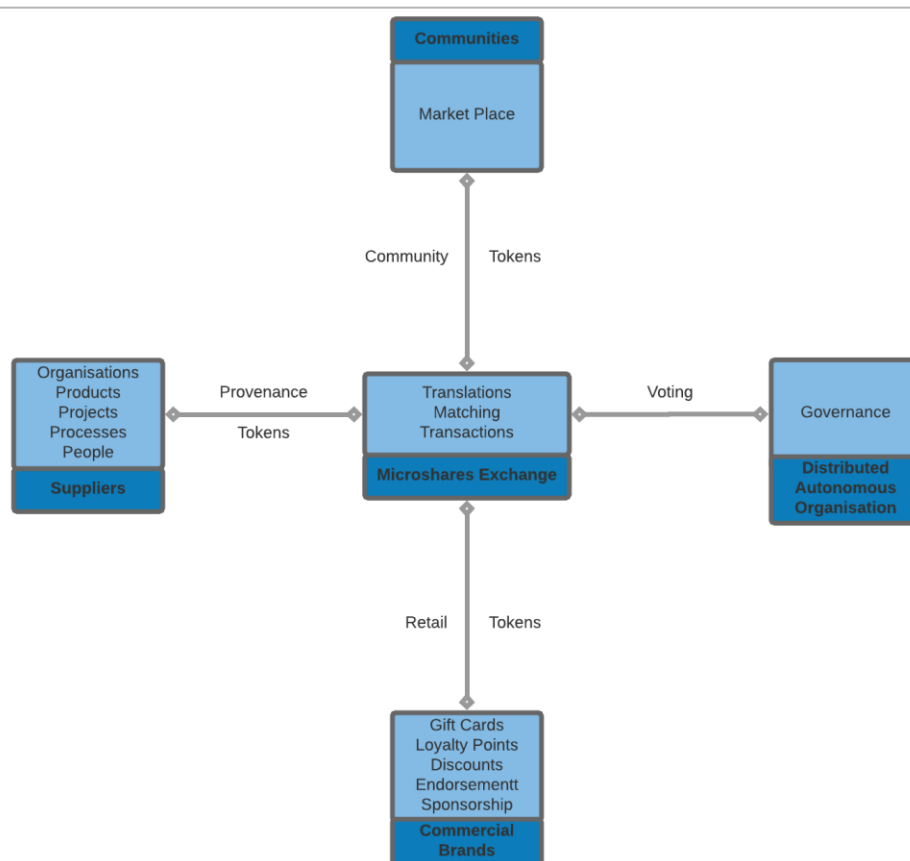 Communities
Market Place
Community Tokens
Organisations
Products
Projects
Processes
People
Suppliers
Provenance
Tokens
Translations
Matching
Transactions
Microshares Exchange
Voting
Governance
Distributed
Autonomous
Organisation
Retail Tokens
Gift Cards
Loyalty Points
Discounts
Endorsementt
Sponsorship
Commercial
Brands